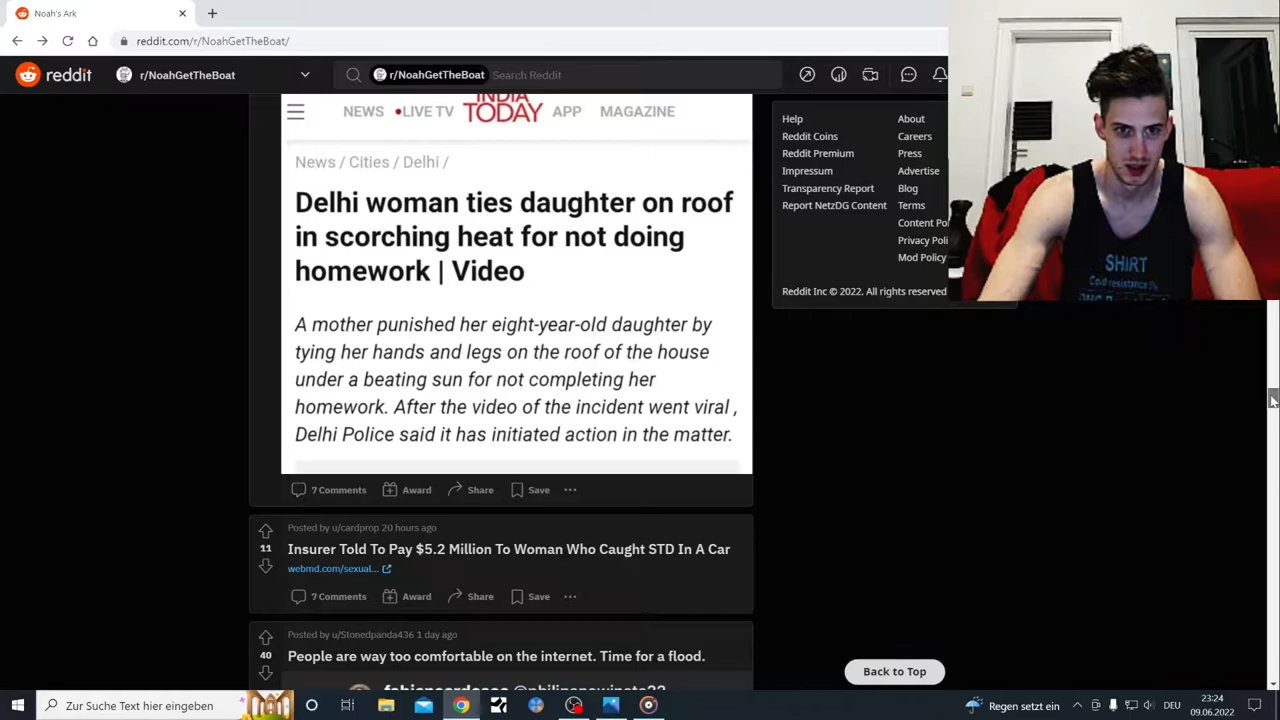 Noah's Ark
reddit.com/r/NoahGetTheBoat/
reddit
r/NoahGetTheBoat
r/NoahGetTheBoat
Search Reddit
NEWS
LIVE TV
INDIA
TODAY
APP
MAGAZINE
News / Cities / Delhi /
Delhi woman ties daughter on roof
in scorching heat for not doing
homework | Video
A mother punished her eight-year-old daughter by
tying her hands and legs on the roof of the house
under a beating sun for not completing her
homework. After the video of the incident went viral ,
Delhi Police said it has initiated action in the matter.
7 Comments
Award
Share
Save
Posted by u/cardprop 20 hours ago
11
Insurer Told To Pay $5.2 Million To Woman Who Caught STD In A Car
webmd.com/sexual...
7 Comments
Award
Share
Save
Posted by u/Stonedpanda436 1 day ago
40
People are way too comfortable on the internet. Time for a flood.
Help
About
Reddit Coins
Careers
Reddit Premium
Press
Impressum
Advertise
Transparency Report
Blog
Report NetzDG Content
Terms
Content Po
Privacy Poli
Mod Policy
Reddit Inc © 2022. All rights reserved
Back to Top
SHIRT
Cold resistance 5%
Zur Suche Text hier eingeben
Regen setzt ein
DEU
23:24
09.06.2022